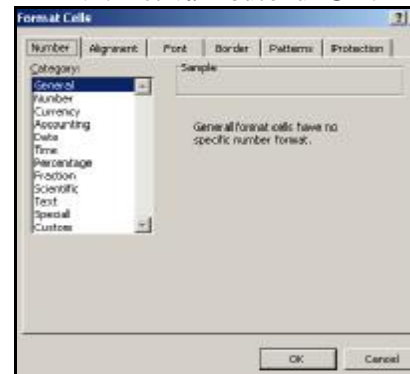 Format Cells
Number Alignment Font Border Patterns Protection
Category:
General
Number
Currency
Accounting
Date
Time
Percentage
Fraction
Scientific
Text
Special
Custom
Sample
General format cells have no
specific number format.
OK Cancel